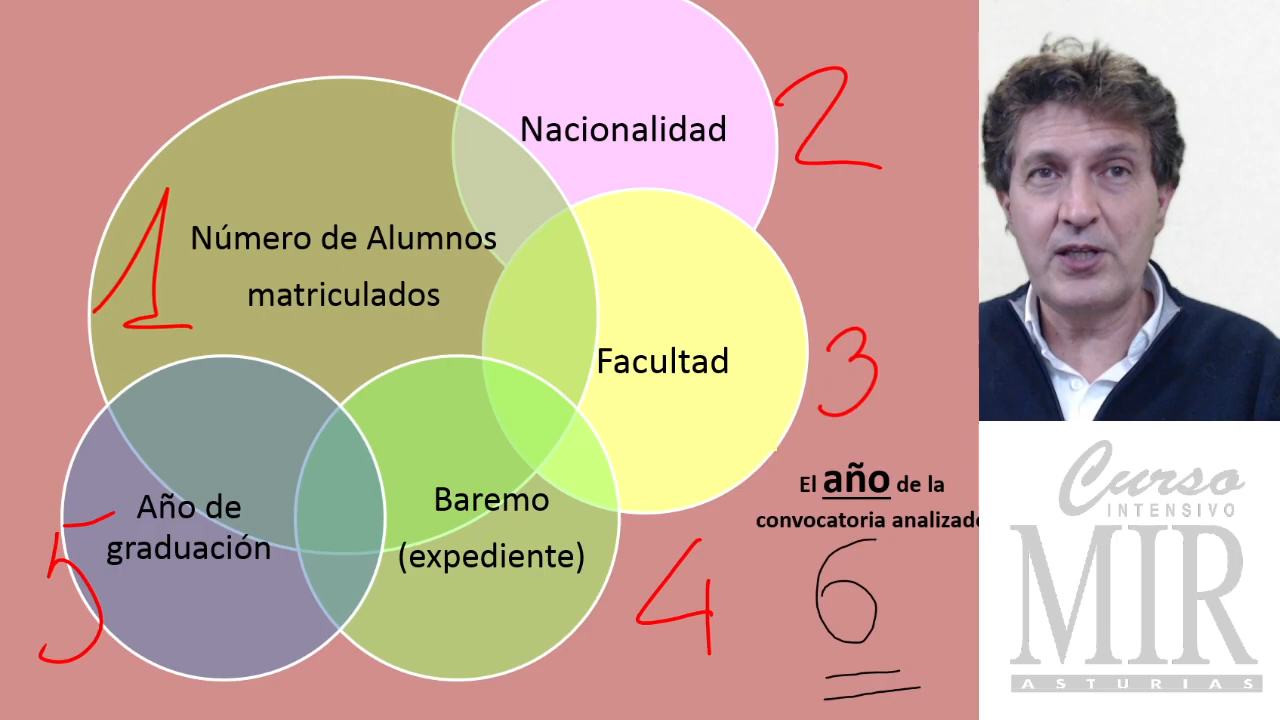 Nacionalidad
2
1
Número de Alumnos
matriculados
Facultad
3
El año de la
convocatoria analizado
6
Baremo
(expediente)
4
Año de
graduación
5
Curso
INTENSIVO
MIR
ASTURIAS